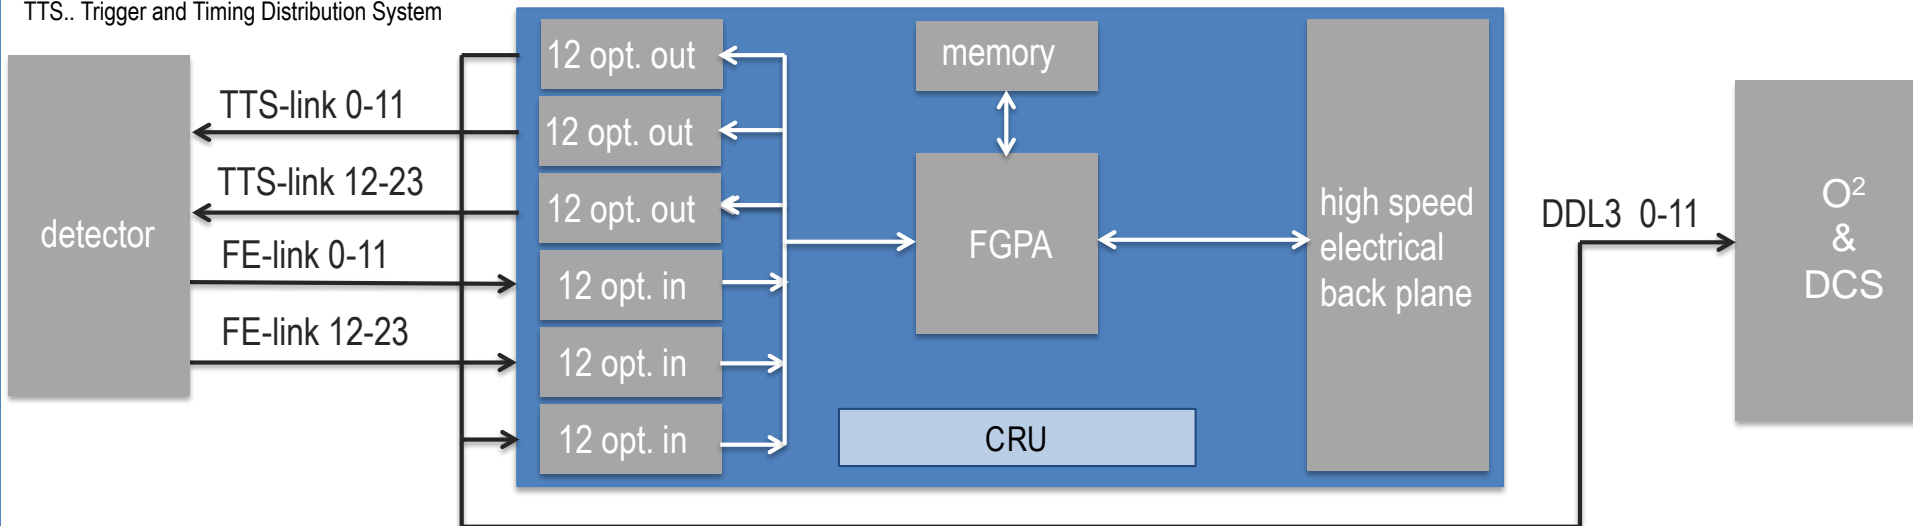 TTS.. Trigger and Timing Distribution System
12 opt. out
memory
TTS-link 0-11
12 opt. out
TTS-link 12-23
12 opt. out
detector
FE-link 0-11
12 opt. in
FE-link 12-23
12 opt. in
12 opt. in
FGPA
CRU
high speed
electrical
back plane
DDL3 0-11
O²
&
DCS